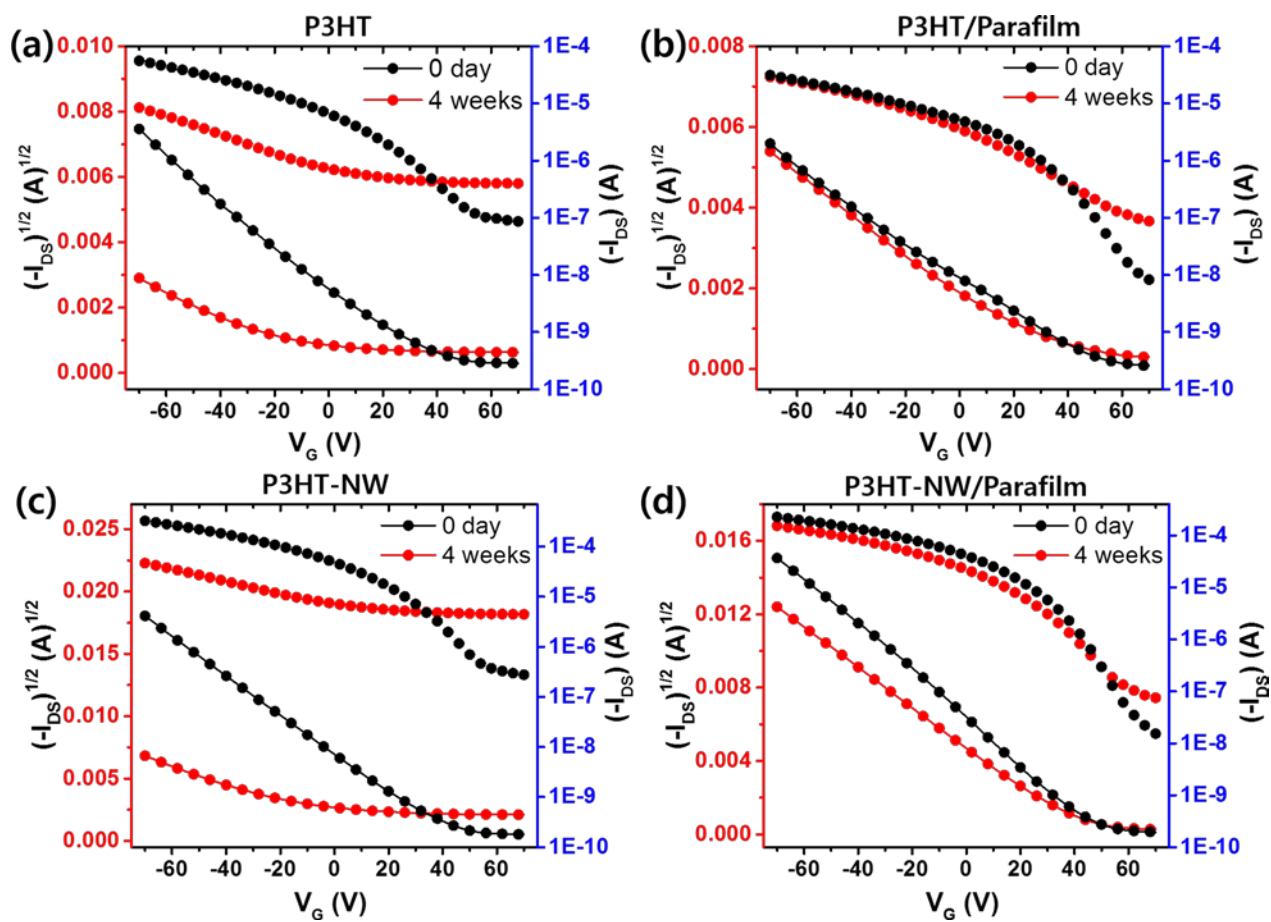 (a)
P3HT
0 day
4 weeks
0.010
0.008
0.006
0.004
0.002
0.000
(-I_DS)^1/2 (A)^1/2
1E-4
1E-5
1E-6
1E-7
1E-8
1E-9
1E-10
(-I_DS) (A)
-60 -40 -20 0 20 40 60
V_G (V)
(b)
P3HT/Parafilm
0 day
4 weeks
0.008
0.006
0.004
0.002
0.000
(-I_DS)^1/2 (A)^1/2
1E-4
1E-5
1E-6
1E-7
1E-8
1E-9
1E-10
(-I_DS) (A)
-60 -40 -20 0 20 40 60
V_G (V)
(c)
P3HT-NW
0 day
4 weeks
0.025
0.020
0.015
0.010
0.005
0.000
(-I_DS)^1/2 (A)^1/2
1E-4
1E-5
1E-6
1E-7
1E-8
1E-9
1E-10
(-I_DS) (A)
-60 -40 -20 0 20 40 60
V_G (V)
(d)
P3HT-NW/Parafilm
0 day
4 weeks
0.016
0.012
0.008
0.004
0.000
(-I_DS)^1/2 (A)^1/2
1E-4
1E-5
1E-6
1E-7
1E-8
1E-9
1E-10
(-I_DS) (A)
-60 -40 -20 0 20 40 60
V_G (V)